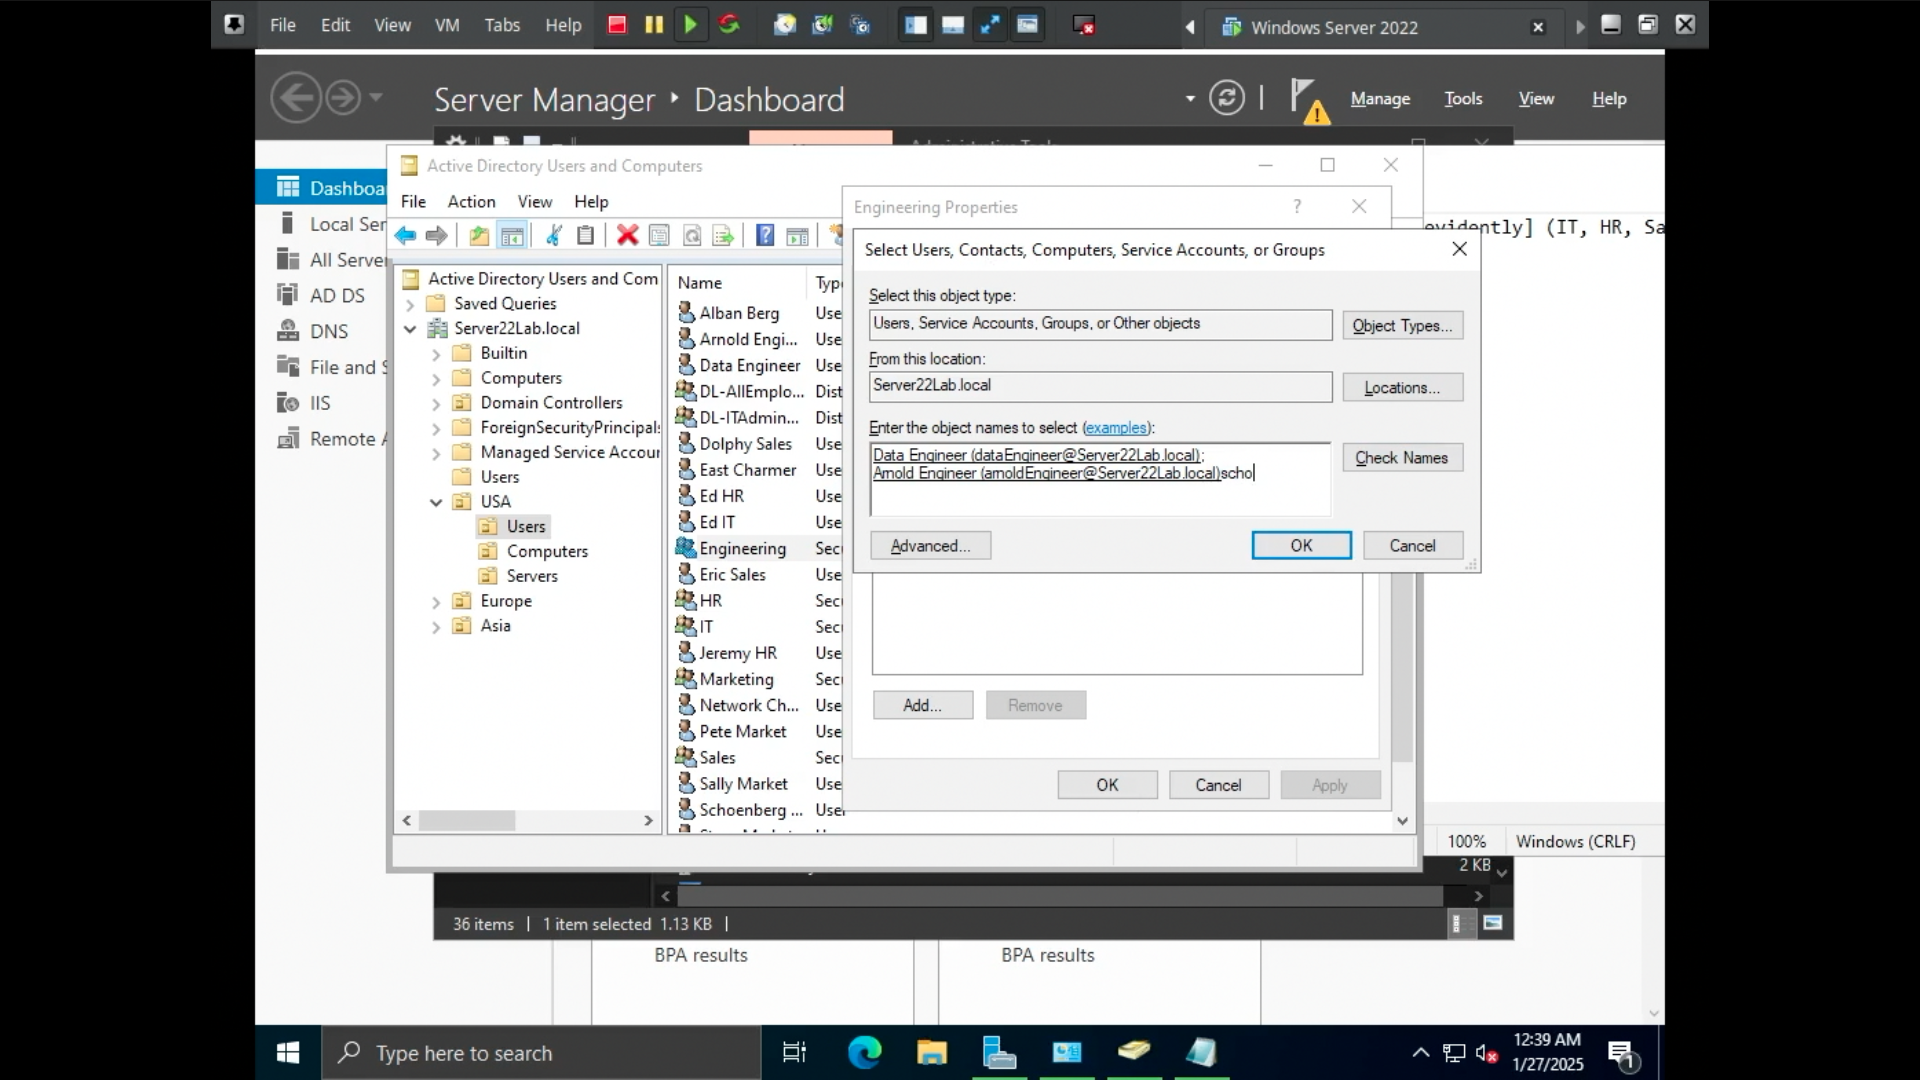 File Edit View VM Tabs Help
Windows Server 2022
Server Manager
Dashboard
Manage Tools View Help
Active Directory Users and Computers
File Action View Help
Engineering Properties
?
evidently] (IT, HR, Sa
Select Users, Contacts, Computers, Service Accounts, or Groups
Select this object type:
Users, Service Accounts, Groups, or Other objects
Object Types...
From this location:
Server22Lab.local
Locations...
Enter the object names to select (examples):
Data Engineer (dataEngineer@Server22Lab.local);
Arnold Engineer (arnoldEngineer@Server22Lab.local)scho
Check Names
Advanced...
OK
Cancel
Add...
Remove
OK
Cancel
Apply
Dashboa
Local Ser
All Server
AD DS
DNS
File and S
IIS
Remote A
Active Directory Users and Com
Saved Queries
Server22Lab.local
Builtin
Computers
Domain Controllers
ForeignSecurityPrincipals
Managed Service Accour
Users
USA
Users
Computers
Servers
Europe
Asia
Name Typ
Alban Berg Use
Arnold Engi... Use
Data Engineer Use
DL-AllEmplo... Dist
DL-ITAdmin... Dist
Dolphy Sales Use
East Charmer Use
Ed HR Use
Ed IT Use
Engineering Sec
Eric Sales Use
HR Sec
IT Sec
Jeremy HR Use
Marketing Sec
Network Ch... Use
Pete Market Use
Sales Sec
Sally Market Use
Schoenberg ... User
100% Windows (CRLF)
2 KB
36 items 1 item selected 1.13 KB
BPA results
BPA results
Type here to search
12:39 AM
1/27/2025
1